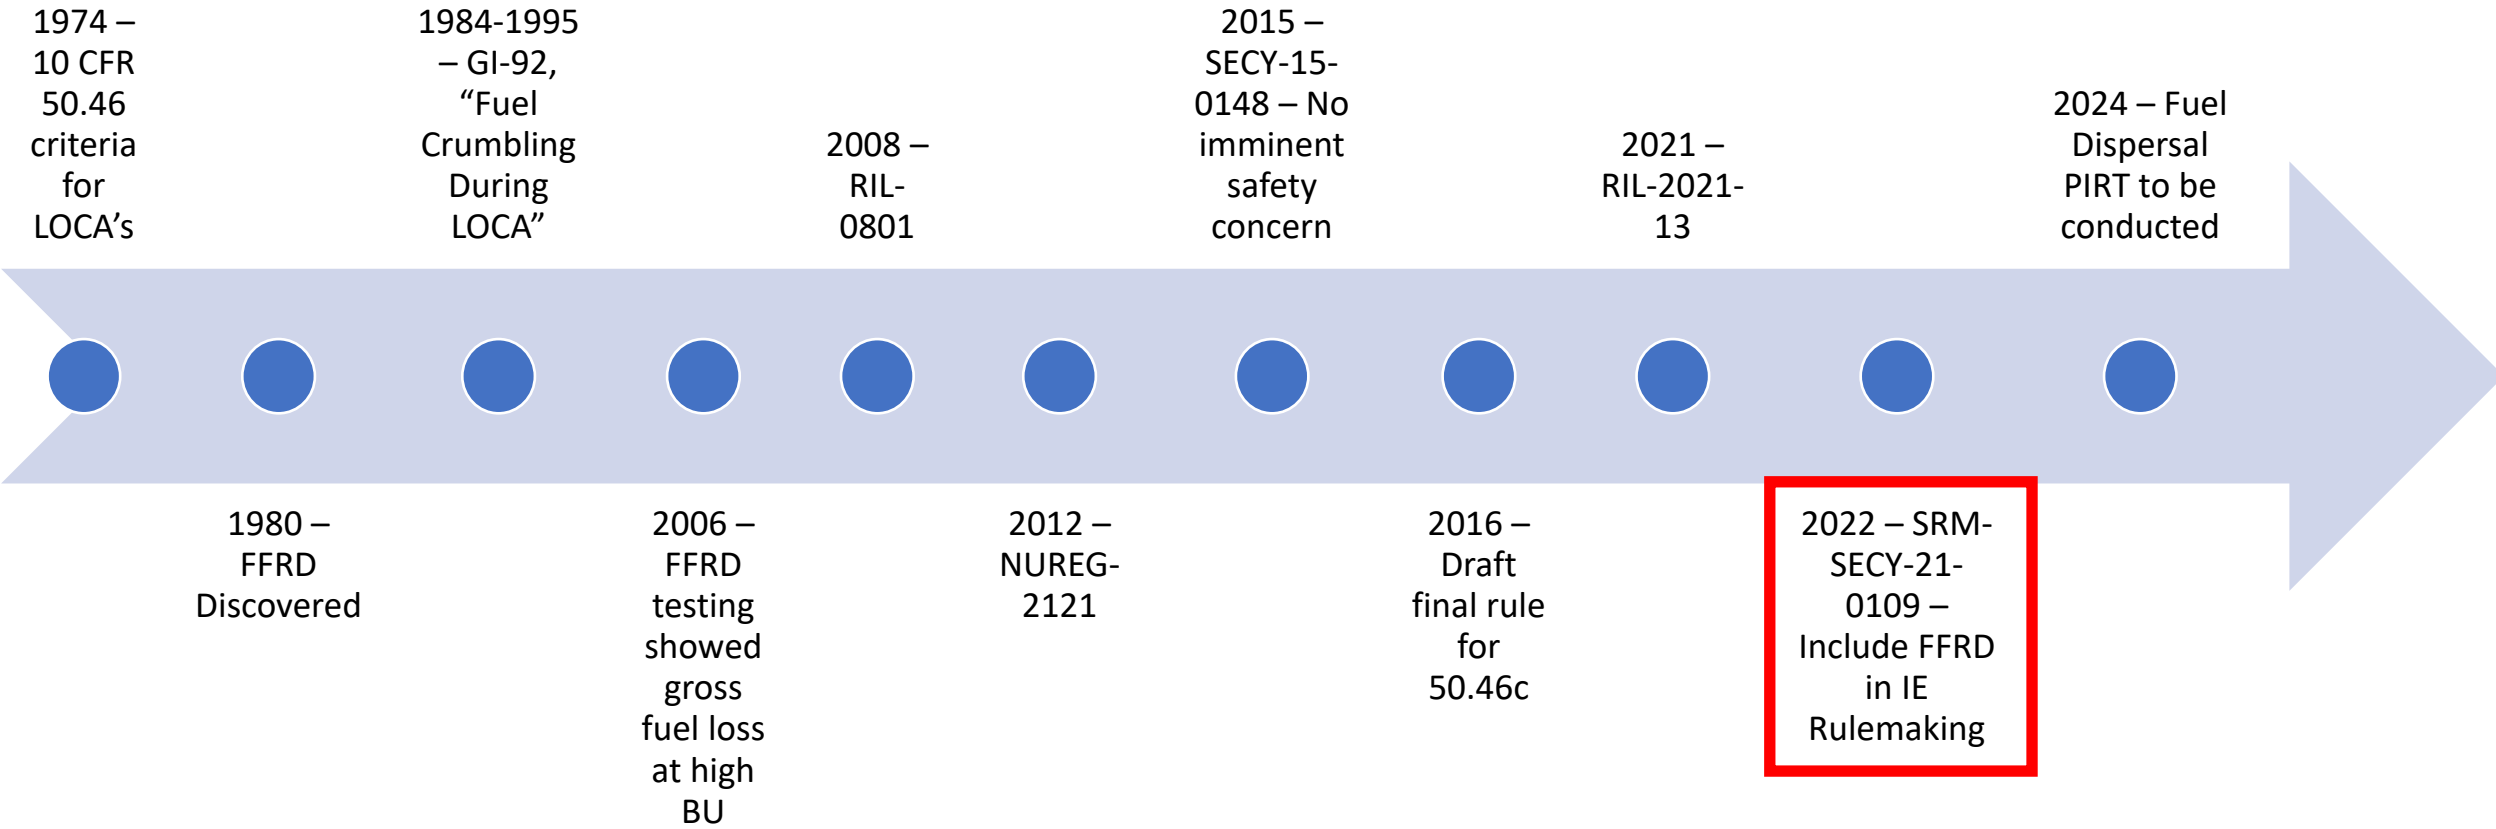 1974 –
10 CFR
50.46
criteria
for
LOCA’s
1980 –
FFRD
Discovered
1984-1995
– GI-92,
“Fuel
Crumbling
During
LOCA”
2006 –
FFRD
testing
showed
gross
fuel loss
at high
BU
2008 –
RIL-
0801
2012 –
NUREG-
2121
2015 –
SECY-15-
0148 – No
imminent
safety
concern
2016 –
Draft
final rule
for
50.46c
2021 –
RIL-2021-
13
2022 – SRM-
SECY-21-
0109 –
Include FFRD
in IE
Rulemaking
2024 – Fuel
Dispersal
PIRT to be
conducted